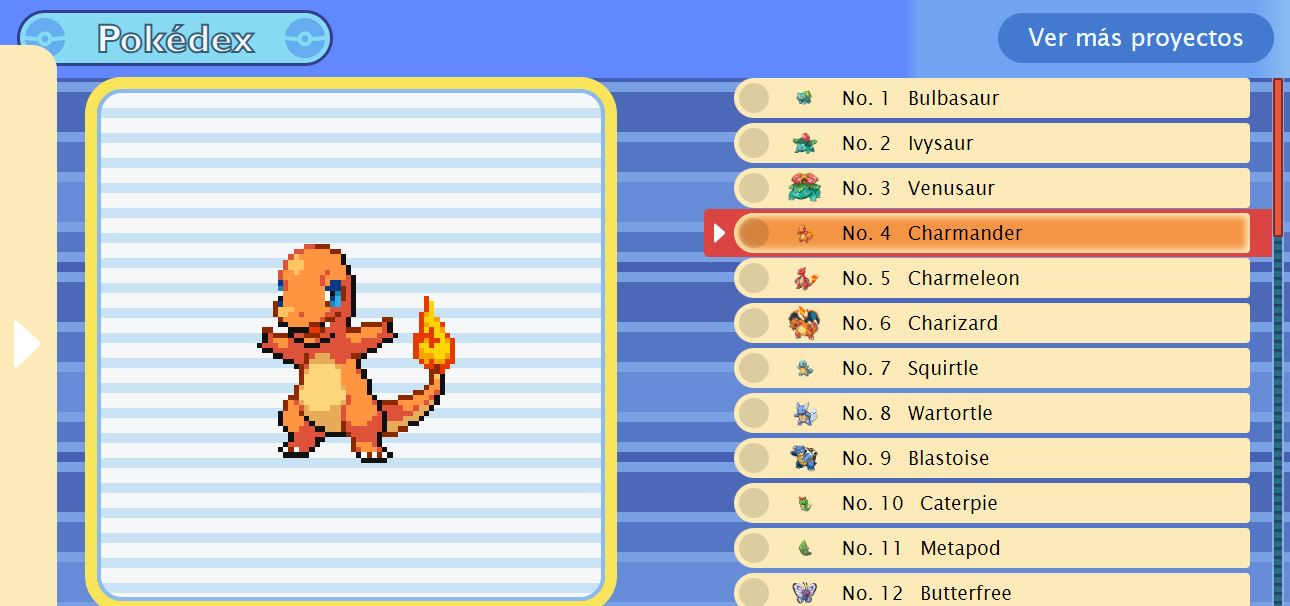 Pokédex
Ver más proyectos
No. 1 Bulbasaur
No. 2 Ivysaur
No. 3 Venusaur
No. 4 Charmander
No. 5 Charmeleon
No. 6 Charizard
No. 7 Squirtle
No. 8 Wartortle
No. 9 Blastoise
No. 10 Caterpie
No. 11 Metapod
No. 12 Butterfree